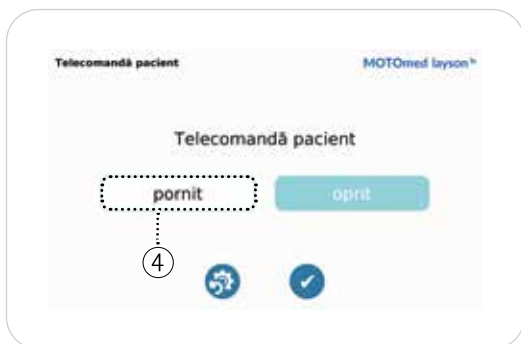 Telecomandă pacient MOTOmed layson®
Telecomandă pacient
pornit oprit
4